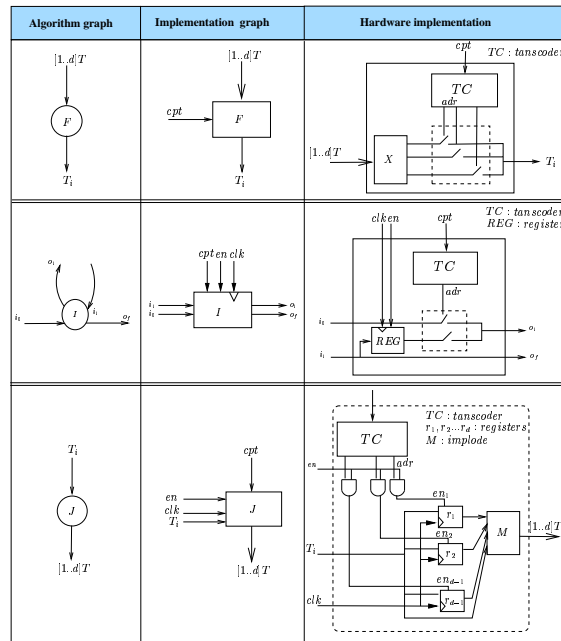 Algorithm graph
Implementation graph
Hardware implementation
]1..d]T
F
T_i
]1..d]T
cpt
F
T_i
cpt
TC : tanscoder
TC
adr
]1..d]T
X
T_i
o_i
I
i_i
i_0
o_f
cpt en clk
i_i
i_0
I
o_i
o_f
clk en
cpt
TC : tanscoder
REG : register
TC
adr
i_0
REG
i_i
o_i
o_f
T_i
J
]1..d]T
cpt
en
clk
T_i
J
]1..d]T
TC : tanscoder
r_1, r_2...r_d : registers
M : implode
TC
en
adr
en_1
r_1
en_2
r_2
M
]1..d]T
T_i
en_{d-1}
r_{d-1}
clk